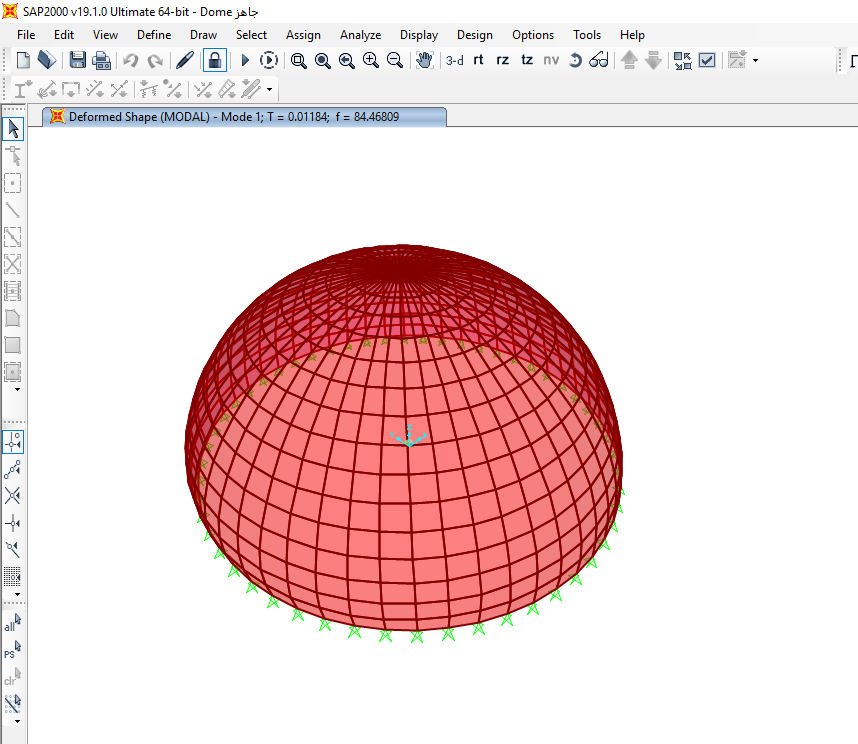 SAP2000 v19.1.0 Ultimate 64-bit - Dome جاهز
File Edit View Define Draw Select Assign Analyze Display Design Options Tools Help
3-d rt rz tz nv
Deformed Shape (MODAL) - Mode 1; T = 0.01184; f = 84.46809
all
PS
clr